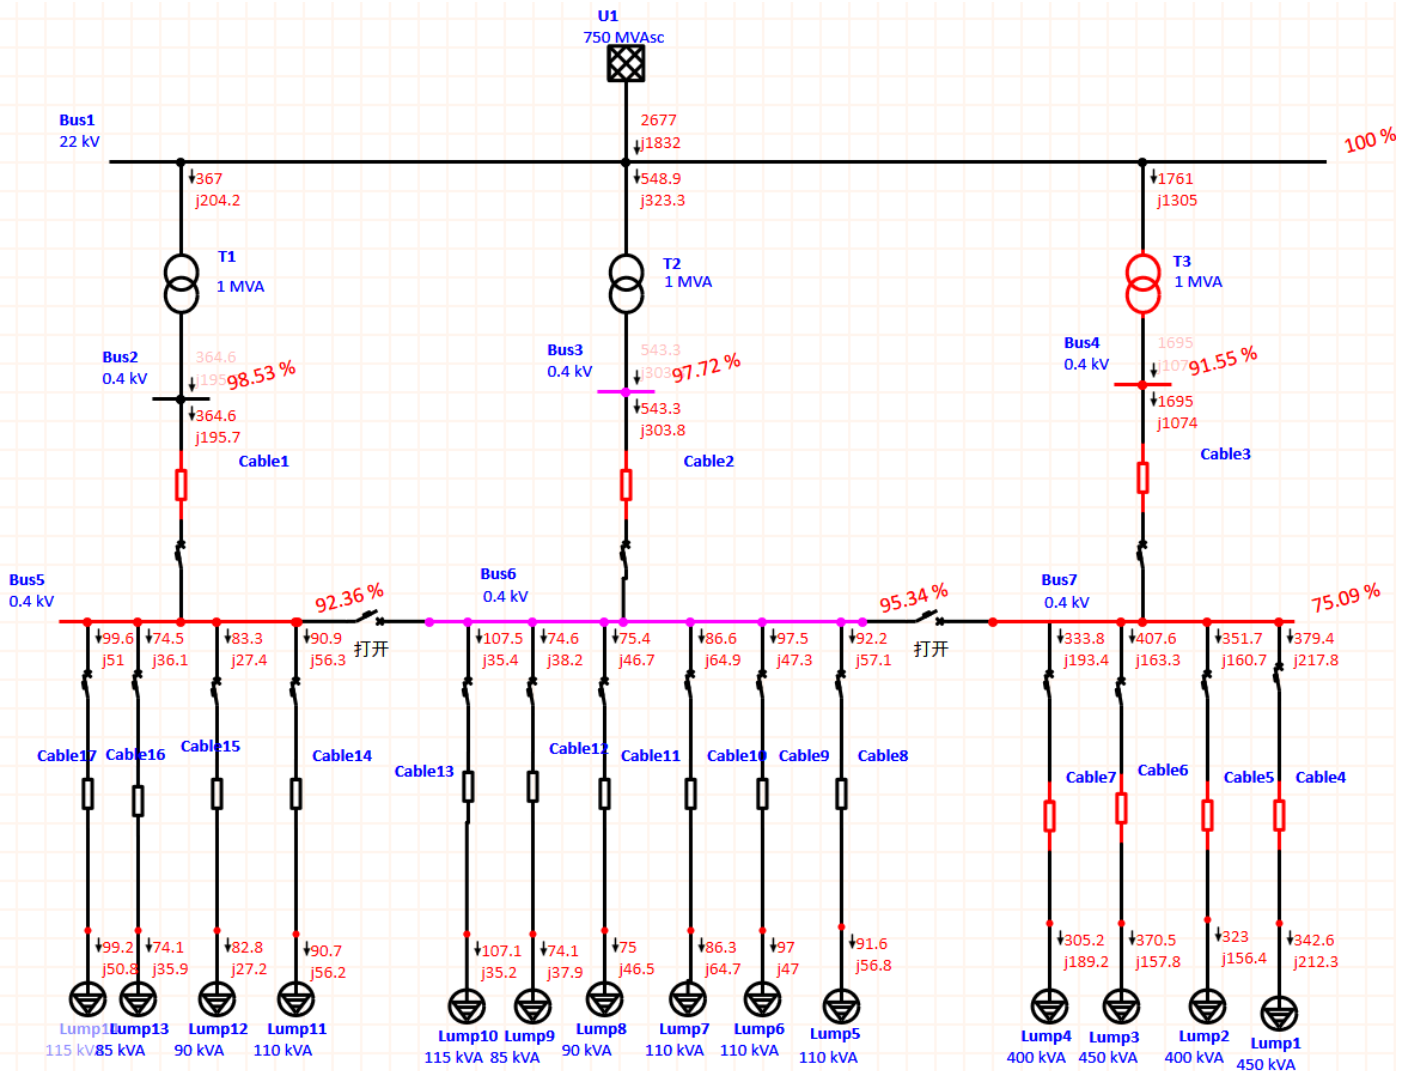 U1
750 MVAsc
2677
j1832
Bus1
22 kV
100 %
367
j204.2
548.9
j323.3
1761
j1305
T1
1 MVA
T2
1 MVA
T3
1 MVA
Bus2
0.4 kV
364.6
98.53 %
364.6
j195.7
Bus3
0.4 kV
543.3
97.72 %
543.3
j303.8
Bus4
0.4 kV
1695
91.55 %
1695
j1074
Cable1
Cable2
Cable3
Bus5
0.4 kV
92.36 %
打开
Bus6
0.4 kV
95.34 %
打开
Bus7
0.4 kV
75.09 %
99.6
j51
74.5
j36.1
83.3
j27.4
90.9
j56.3
107.5
j35.4
74.6
j38.2
75.4
j46.7
86.6
j64.9
97.5
j47.3
92.2
j57.1
333.8
j193.4
407.6
j163.3
351.7
j160.7
379.4
j217.8
Cable17
Cable16
Cable15
Cable14
Cable13
Cable12
Cable11
Cable10
Cable9
Cable8
Cable7
Cable6
Cable5
Cable4
99.2
j50.8
74.1
j35.9
82.8
j27.2
90.7
j56.2
107.1
j35.2
74.1
j37.9
75
j46.5
86.3
j64.7
97
j47
91.6
j56.8
305.2
j189.2
370.5
j157.8
323
j156.4
342.6
j212.3
Lump13
85 kVA
Lump12
90 kVA
Lump11
110 kVA
Lump10
115 kVA
Lump9
85 kVA
Lump8
90 kVA
Lump7
110 kVA
Lump6
110 kVA
Lump5
110 kVA
Lump4
400 kVA
Lump3
450 kVA
Lump2
400 kVA
Lump1
450 kVA